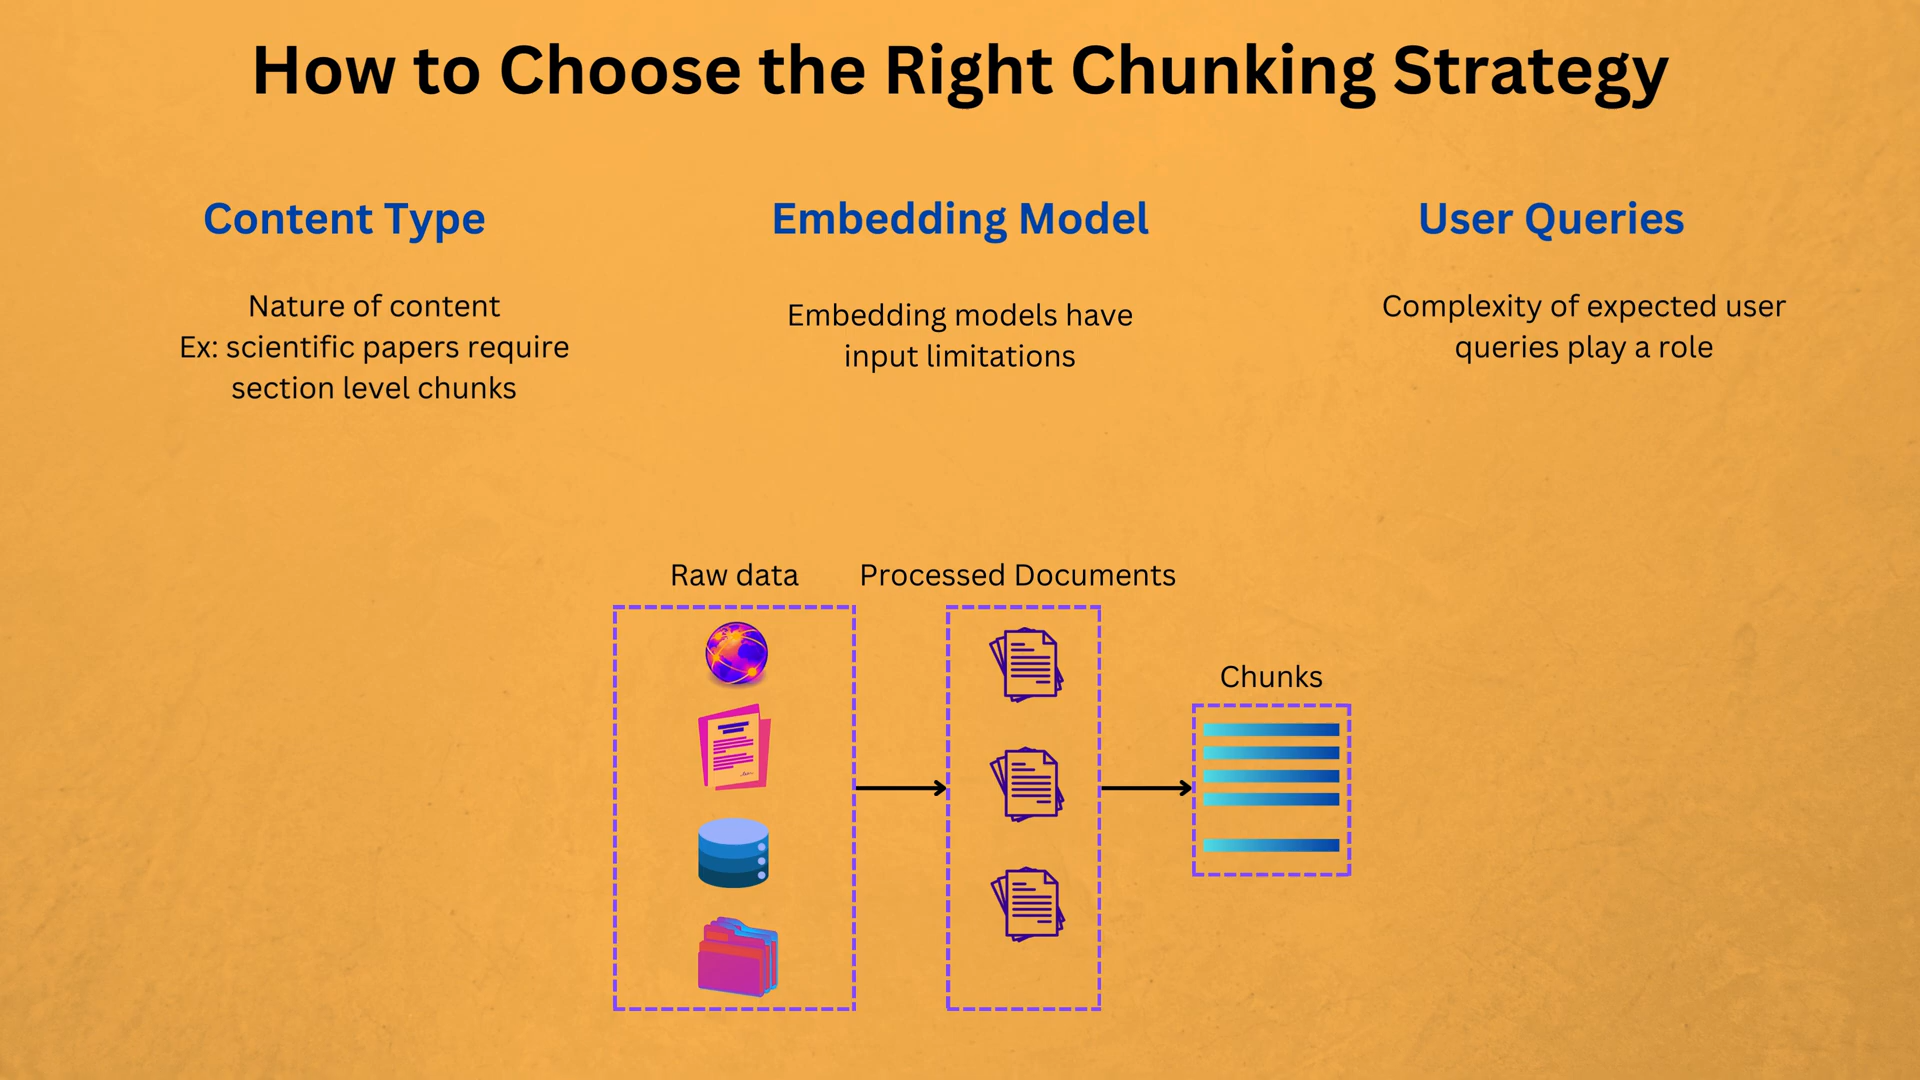 How to Choose the Right Chunking Strategy
Content Type
Nature of content
Ex: scientific papers require
section level chunks
Embedding Model
Embedding models have
input limitations
User Queries
Complexity of expected user
queries play a role
Raw data
Processed Documents
Chunks